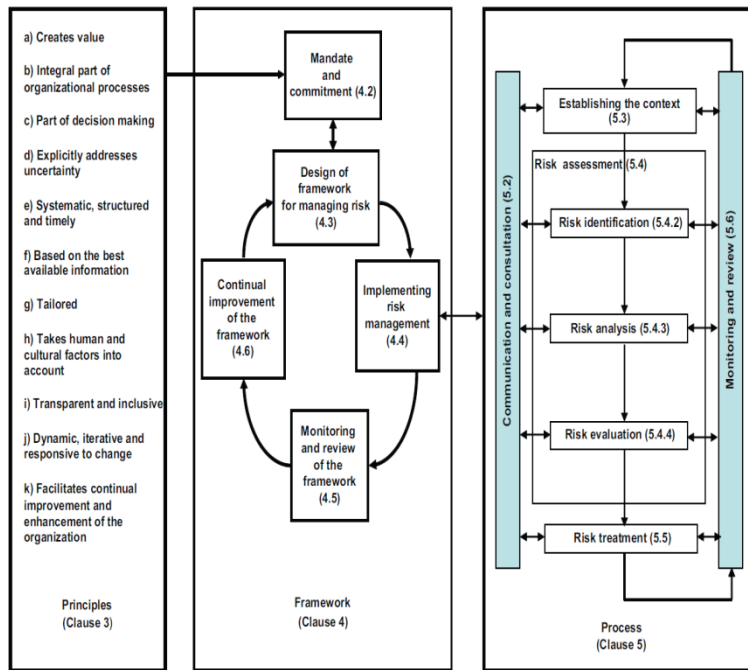 a) Creates value
b) Integral part of
organizational processes
c) Part of decision making
d) Explicitly addresses
uncertainty
e) Systematic, structured
and timely
f) Based on the best
available information
g) Tailored
h) Takes human and
cultural factors into
account
i) Transparent and inclusive
j) Dynamic, iterative and
responsive to change
k) Facilitates continual
improvement and
enhancement of the
organization
Principles
(Clause 3)
Mandate
and
commitment (4.2)
Design of
framework
for managing risk
(4.3)
Continual
improvement
of the
framework
(4.6)
Implementing
risk
management
(4.4)
Monitoring
and review
of the
framework
(4.5)
Framework
(Clause 4)
Communication and consultation (5.2)
Establishing the context
(5.3)
Risk assessment (5.4)
Risk identification (5.4.2)
Risk analysis (5.4.3)
Risk evaluation (5.4.4)
Risk treatment (5.5)
Monitoring and review (5.6)
Process
(Clause 5)